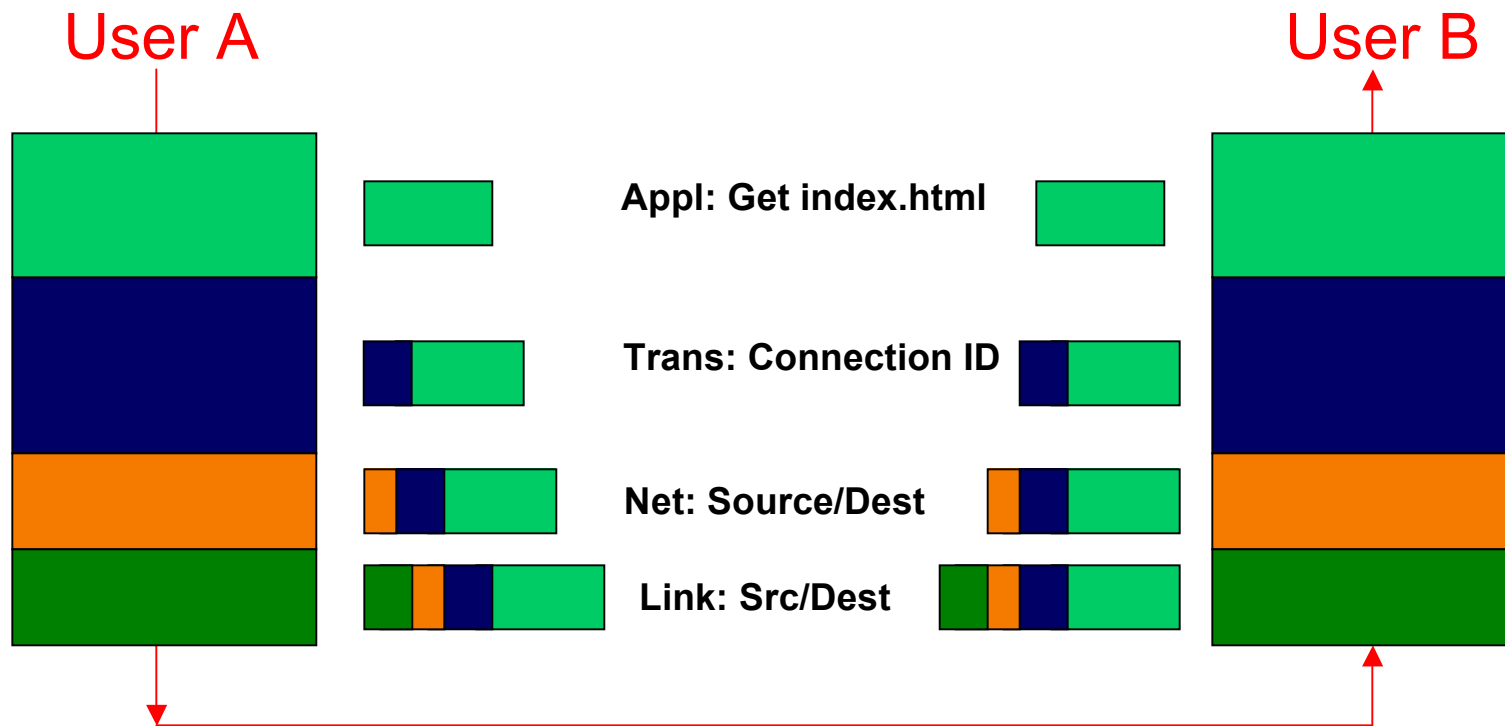 User A
User B
Appl: Get index.html
Trans: Connection ID
Net: Source/Dest
Link: Src/Dest